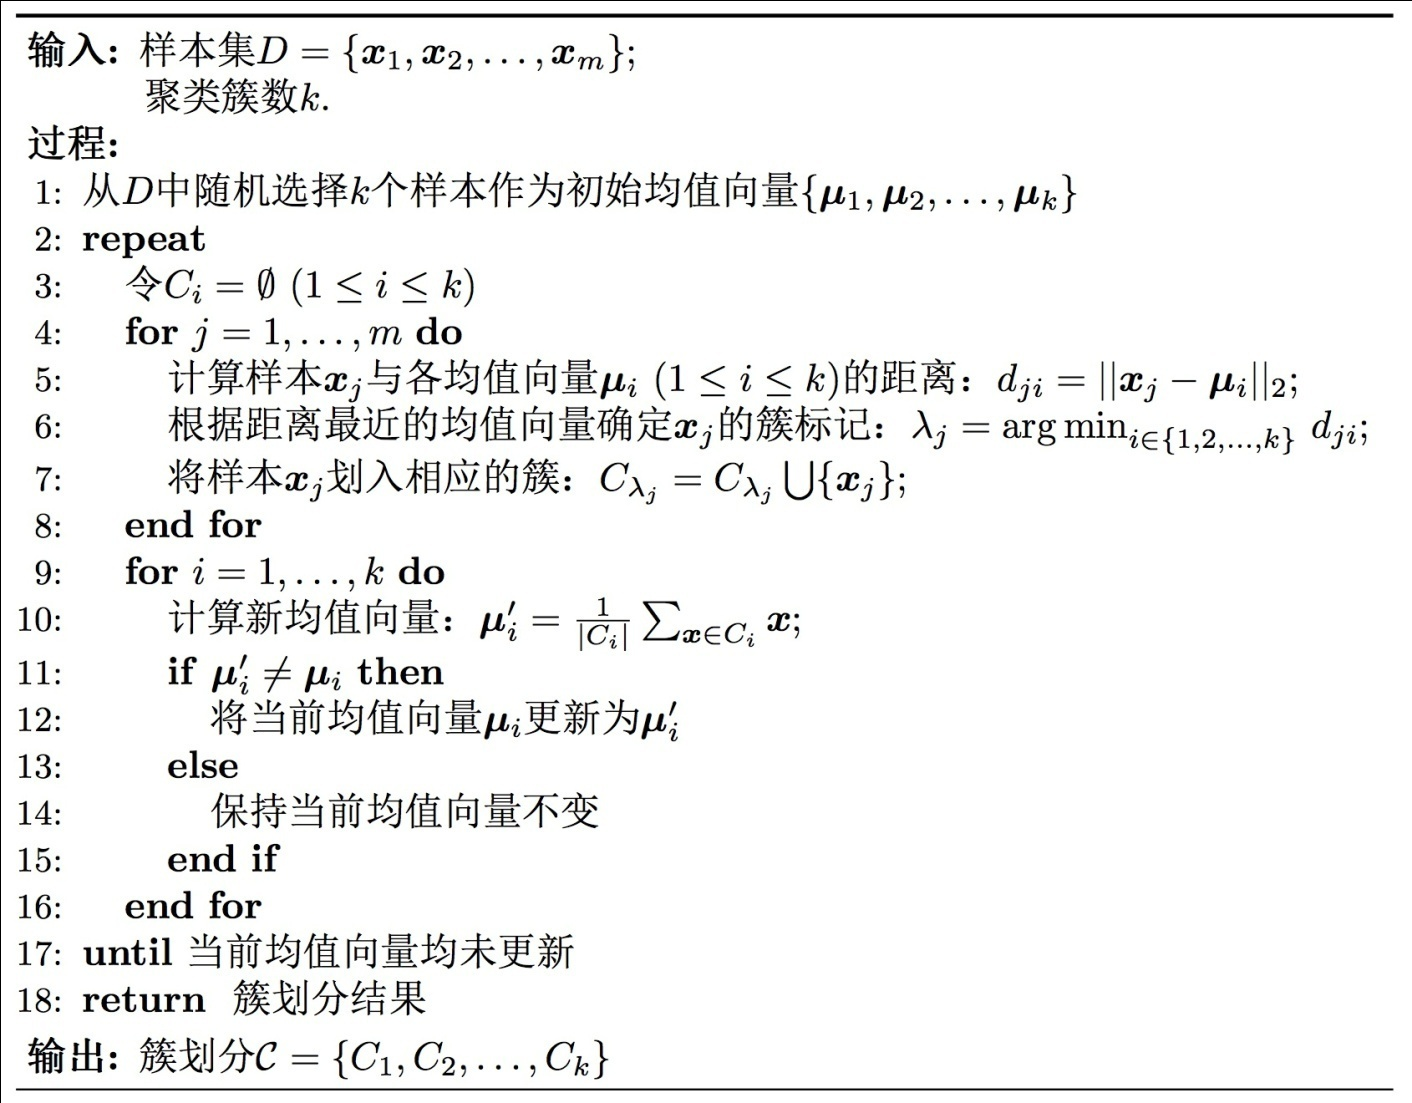 输入：样本集D = {x₁, x₂, . . . , xₘ};
聚类簇数k.
过程：
1: 从D中随机选择k个样本作为初始均值向量{μ₁, μ₂, . . . , μₖ}
2: repeat
3: 令Cᵢ = ∅ (1 ≤ i ≤ k)
4: for j = 1, . . . , m do
5: 计算样本xⱼ与各均值向量μᵢ (1 ≤ i ≤ k)的距离：dⱼᵢ = ||xⱼ − μᵢ||₂;
6: 根据距离最近的均值向量确定xⱼ的簇标记：λⱼ = arg min_{i∈{1,2,...,k}} dⱼᵢ;
7: 将样本xⱼ划入相应的簇：C_{λⱼ} = C_{λⱼ} ⋃{xⱼ};
8: end for
9: for i = 1, . . . , k do
10: 计算新均值向量：μ′ᵢ = \frac{1}{|Cᵢ|} ∑_{x∈Cᵢ} x;
11: if μ′ᵢ ≠ μᵢ then
12: 将当前均值向量μᵢ更新为μ′ᵢ
13: else
14: 保持当前均值向量不变
15: end if
16: end for
17: until 当前均值向量均未更新
18: return 簇划分结果
输出：簇划分𝒞 = {C₁, C₂, . . . , Cₖ}